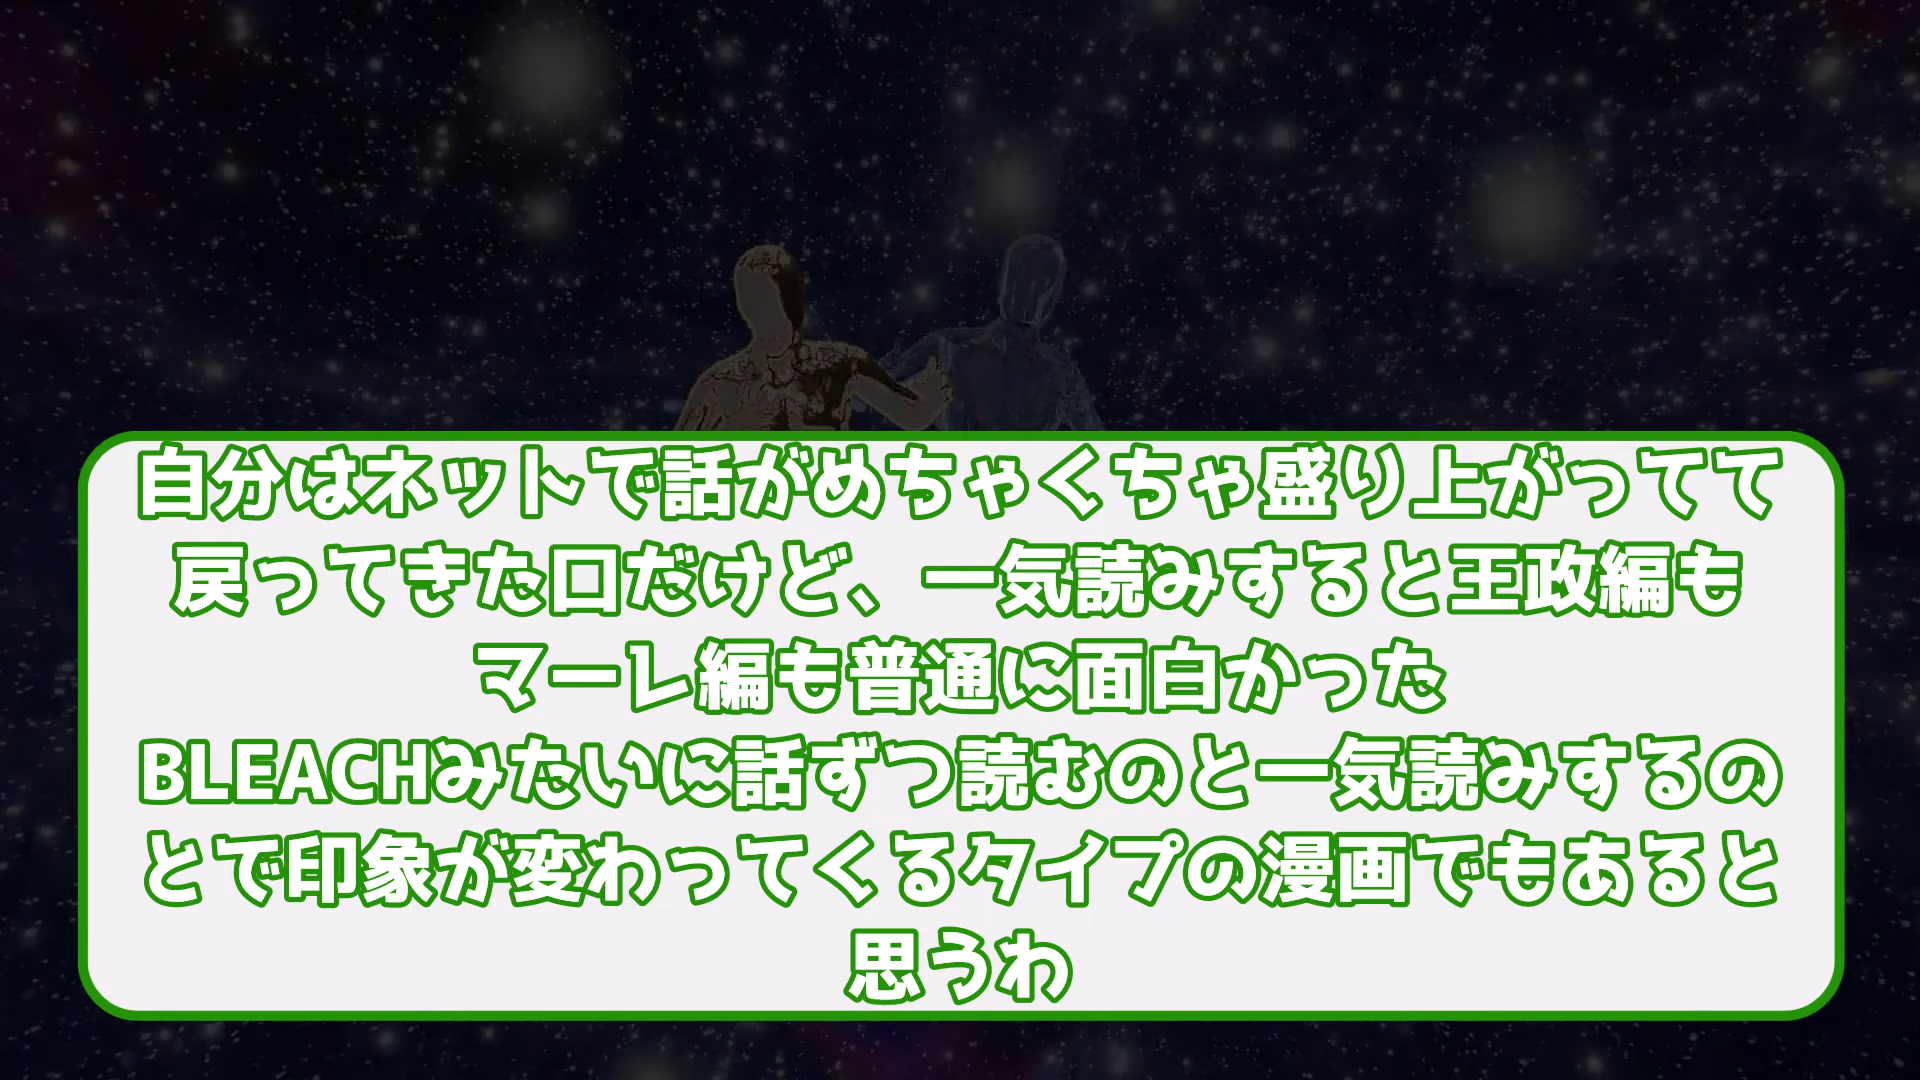 自分はネットで話がめちゃくちゃ盛り上がってて
戻ってきた口だけど、一気読みすると王政編も
マーレ編も普通に面白かった
BLEACHみたいに話ずつ読むのと一気読みするの
とで印象が変わってくるタイプの漫画でもあると
思うわ